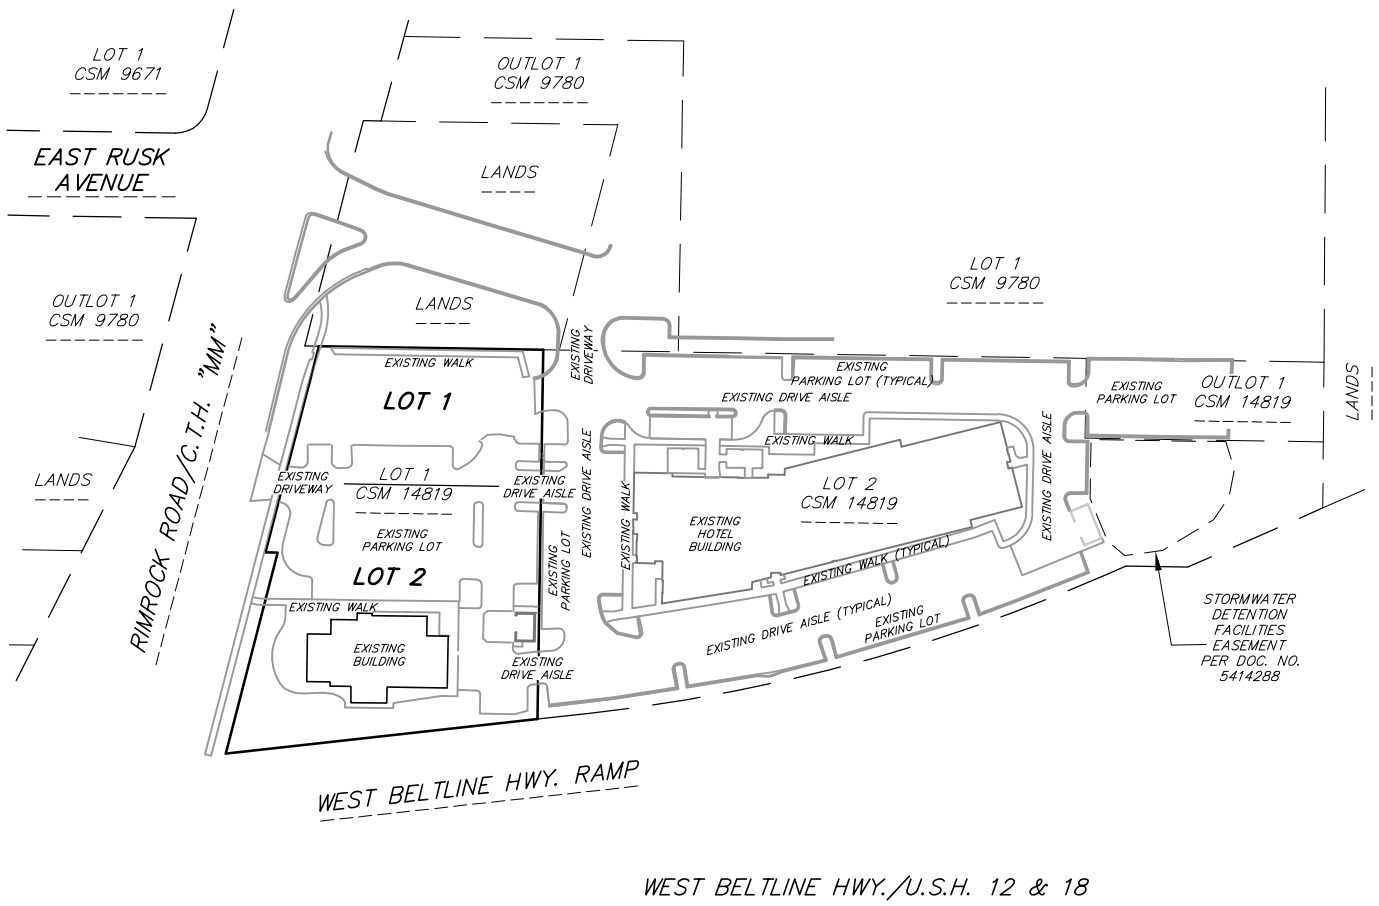 LOT 1
CSM 9671
OUTLOT 1
CSM 9780
EAST RUSK
AVENUE
LANDS
LOT 1
CSM 9780
OUTLOT 1
CSM 9780
LANDS
RIMROCK ROAD/C.T.H. "MM"
LANDS
EXISTING
DRIVEWAY
EXISTING WALK
LOT 1
EXISTING
PARKING LOT (TYPICAL)
EXISTING DRIVE AISLE
EXISTING
PARKING LOT
OUTLOT 1
CSM 14819
LANDS
EXISTING WALK
EXISTING DRIVE AISLE
EXISTING
DRIVEWAY
LOT 1
CSM 14819
EXISTING
DRIVE AISLE
EXISTING DRIVE AISLE
EXISTING WALK
LOT 2
CSM 14819
EXISTING
HOTEL
BUILDING
EXISTING
PARKING LOT
LOT 2
EXISTING
PARKING LOT
EXISTING WALK (TYPICAL)
EXISTING WALK
EXISTING
BUILDING
EXISTING
DRIVE AISLE
EXISTING DRIVE AISLE (TYPICAL)
EXISTING
PARKING LOT
STORMWATER
DETENTION
FACILITIES
EASEMENT
PER DOC. NO.
5414288
WEST BELTLINE HWY. RAMP
WEST BELTLINE HWY./U.S.H. 12 & 18